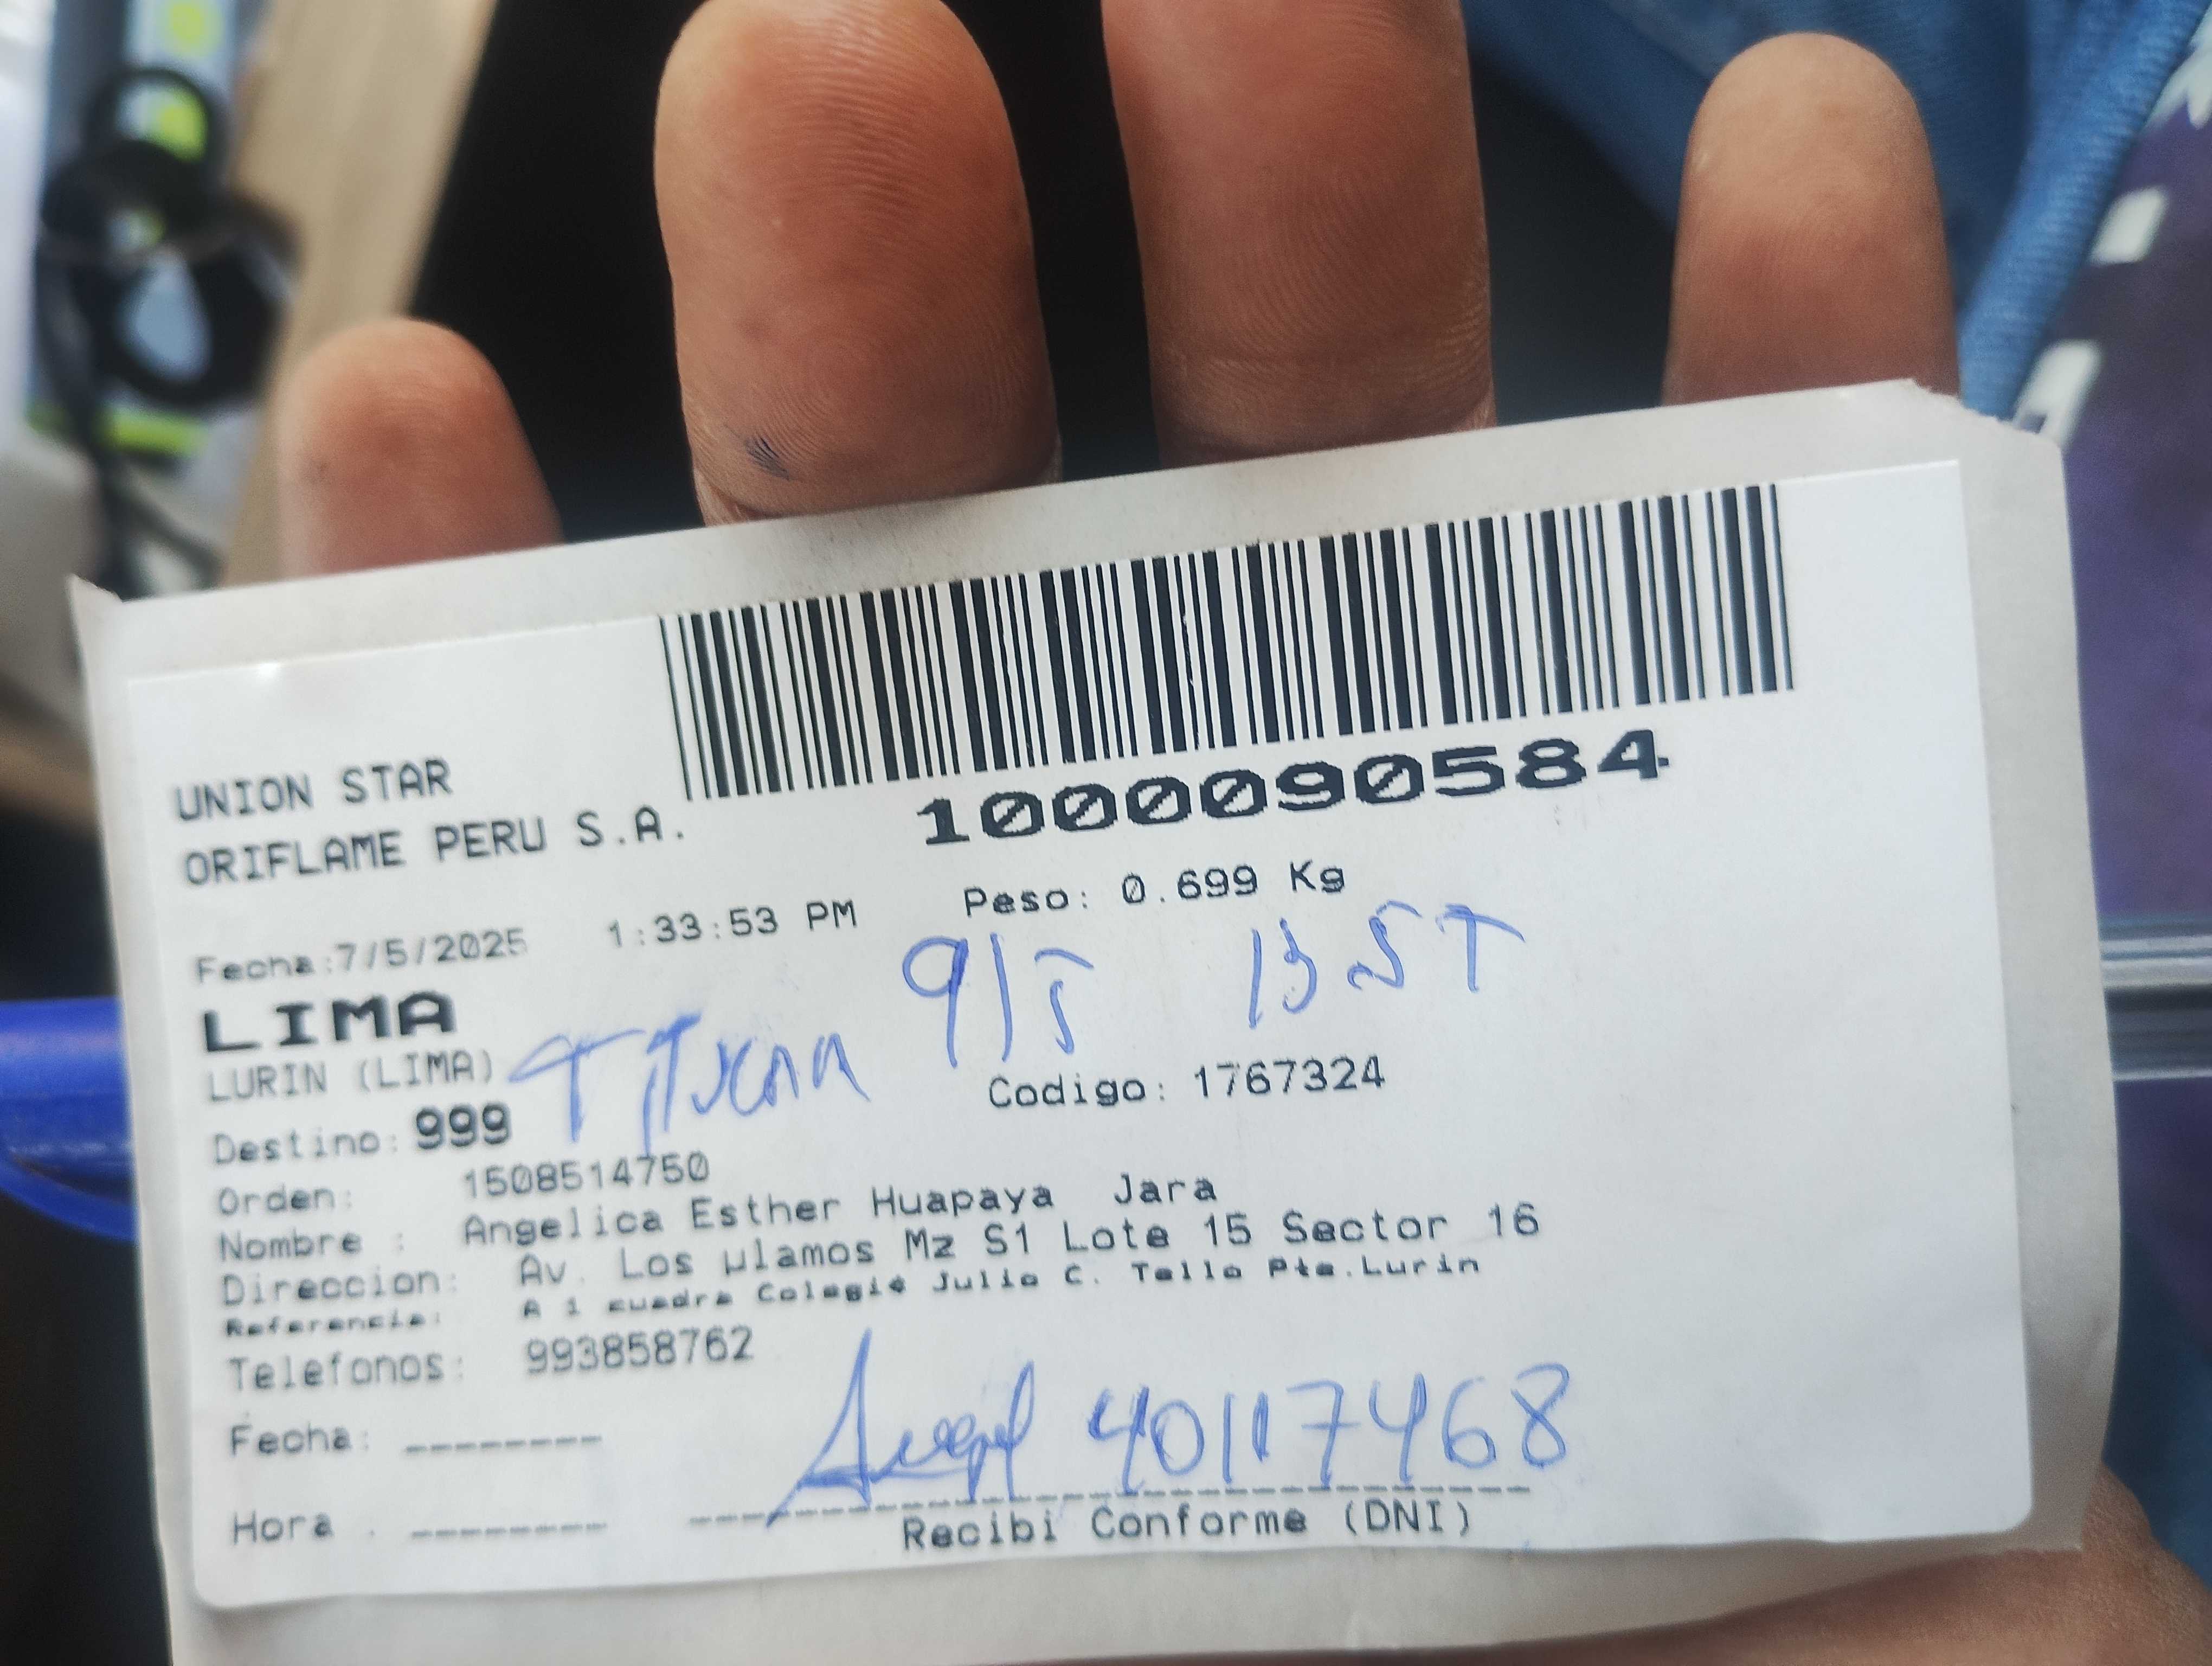 1000090584
UNION STAR
ORIFLAME PERU S.A.
Fecha:7/5/2025 1:33:53 PM Peso: 0.699 Kg
LIMA 9/5
LURIN (LIMA)
Destino: 999 Codigo: 1767324
Orden: 1508514750
Nombre : Angelica Esther Huapaya Jara
Direccion: Av. Los µlamos Mz S1 Lote 15 Sector 16
Referencia: A 1 cuadra Colegio Julio C. Tello Pte.Lurin
Telefonos: 993858762
Fecha: --------
40117468
Hora : --------
Recibi Conforme (DNI)